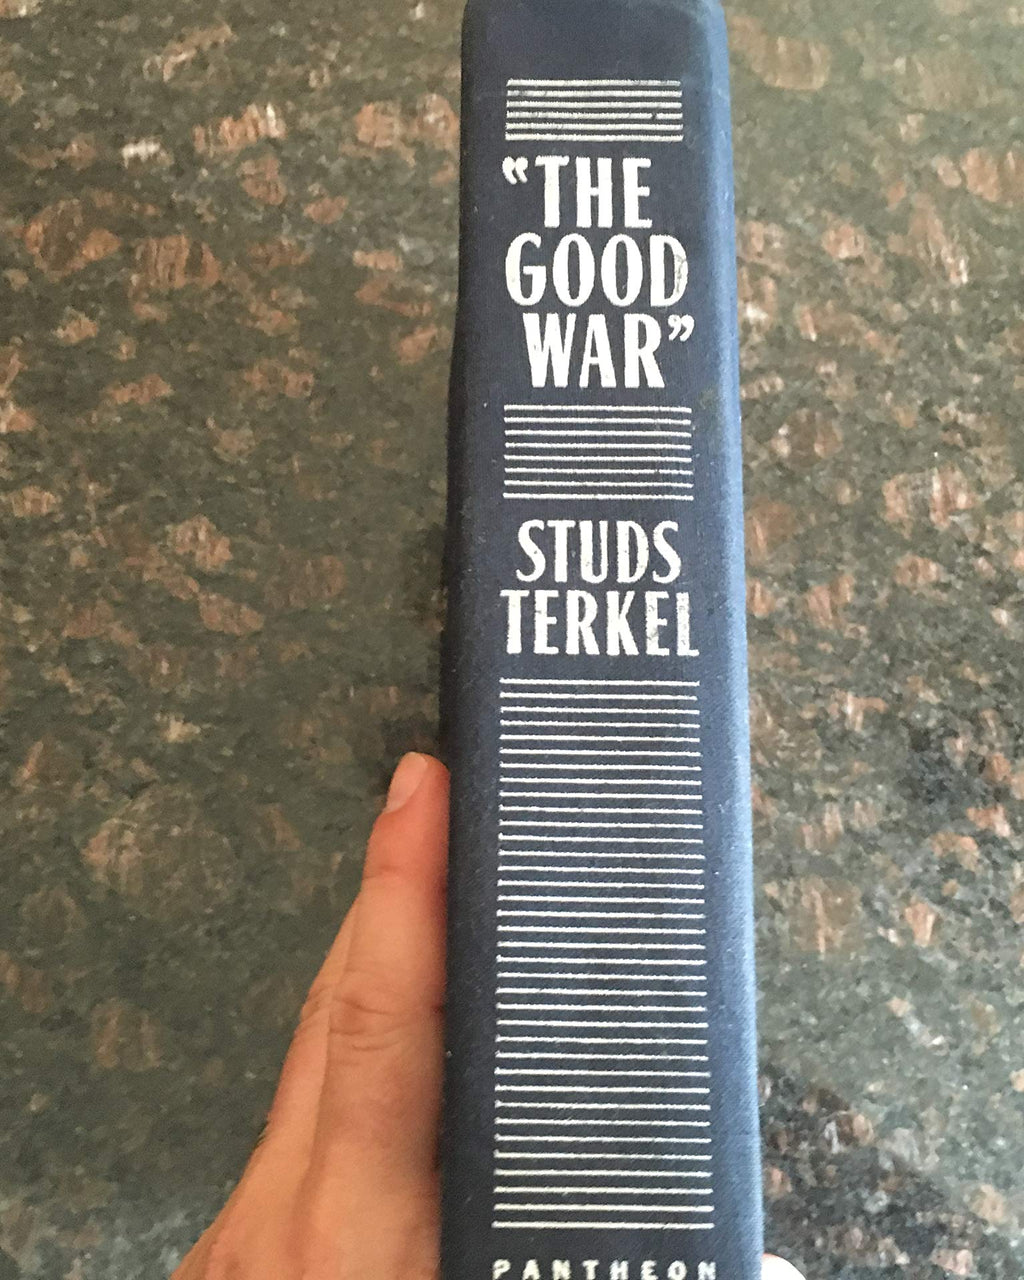 “THE
GOOD
WAR”
STUDS
TERKEL
PANTHEON